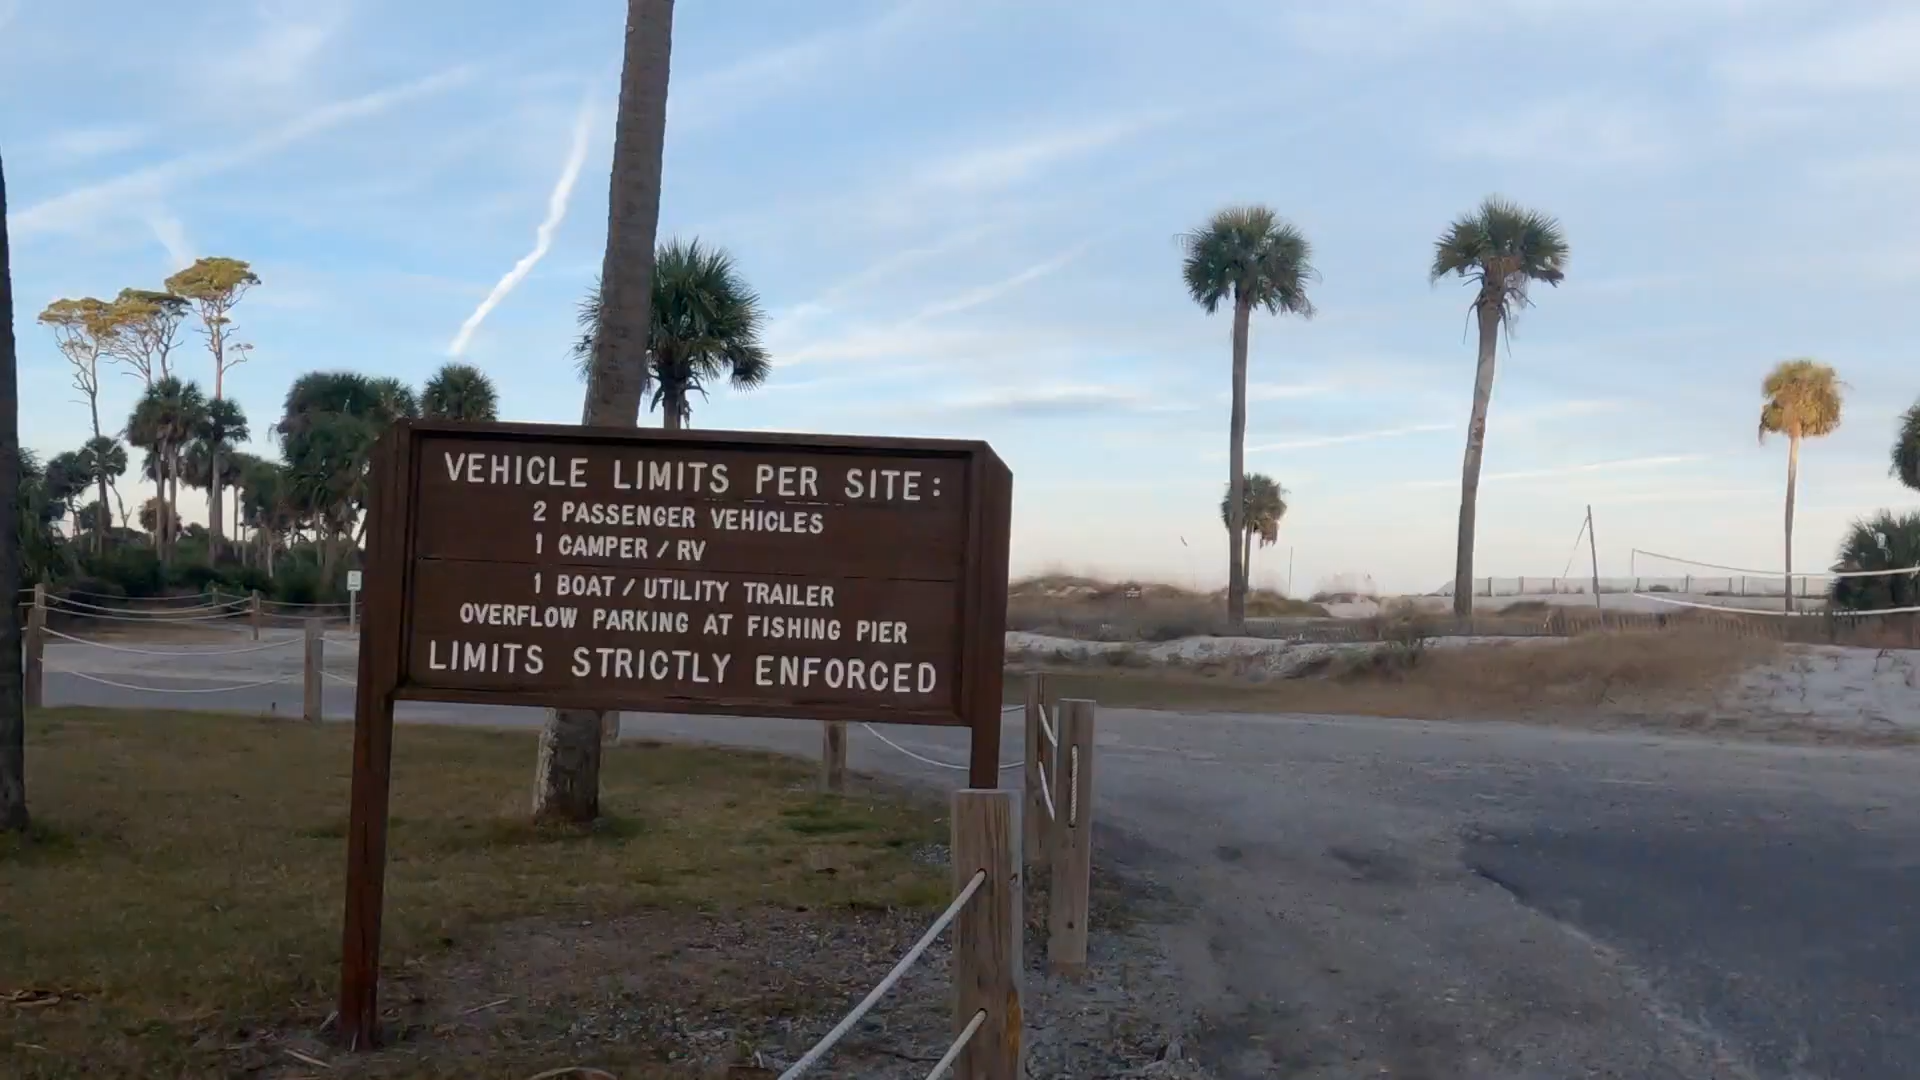 VEHICLE LIMITS PER SITE:
2 PASSENGER VEHICLES
1 CAMPER / RV
1 BOAT / UTILITY TRAILER
OVERFLOW PARKING AT FISHING PIER
LIMITS STRICTLY ENFORCED